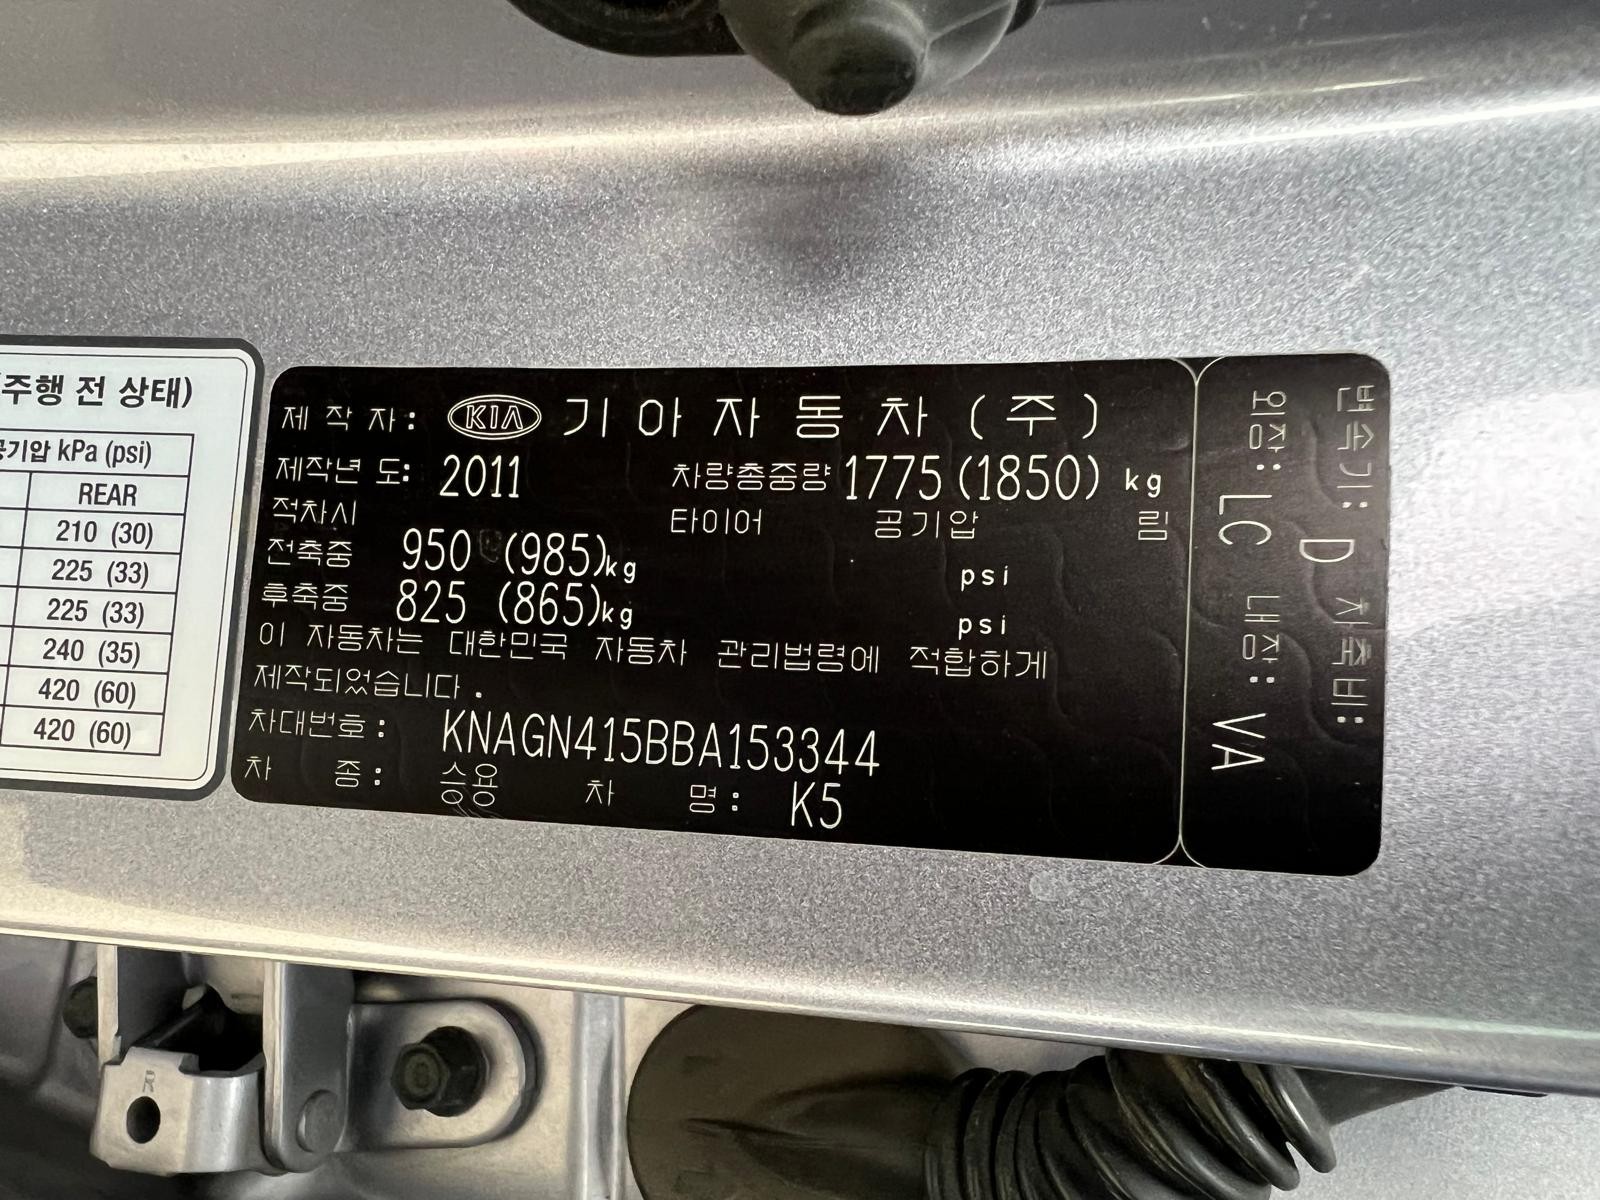 주행 전 상태)
공기압 kPa (psi)
REAR
210 (30)
225 (33)
225 (33)
240 (35)
420 (60)
420 (60)
제 작 자: KIA 기 아 자 동 차 (주)
제작년 도: 2011 차량총중량 1775 (1850) kg
적차시 타이어 공기압 림
전축중 950 (985)kg psi
후축중 825 (865)kg psi
이 자동차는 대한민국 자동차 관리법령에 적합하게
제작되었습니다.
차대번호: KNAGN415BBA153344
차 종: 승용 차 명: K5
변속기: D 차축비:
외장: LC 내장: VA